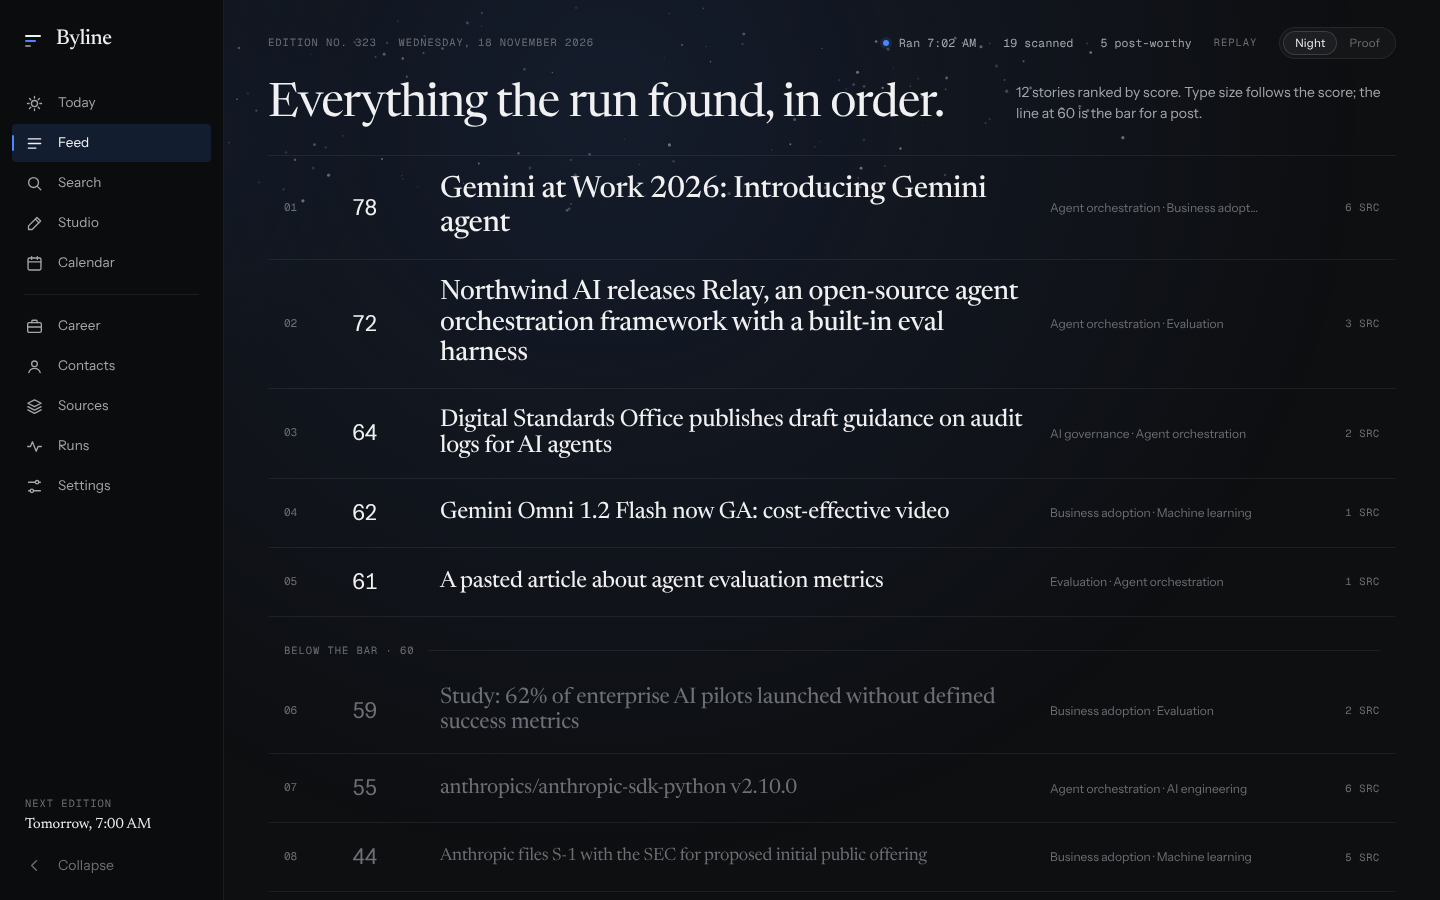 Byline
Today
Feed
Search
Studio
Calendar
Career
Contacts
Sources
Runs
Settings
NEXT EDITION
Tomorrow, 7:00 AM
Collapse
EDITION NO. 323 · WEDNESDAY, 18 NOVEMBER 2026
Ran 7:02 AM · 19 scanned · 5 post-worthy REPLAY Night Proof
Everything the run found, in order.
12 stories ranked by score. Type size follows the score; the
line at 60 is the bar for a post.
01 78 Gemini at Work 2026: Introducing Gemini
agent
Agent orchestration · Business adopt… 6 SRC
02 72 Northwind AI releases Relay, an open-source agent
orchestration framework with a built-in eval
harness
Agent orchestration · Evaluation 3 SRC
03 64 Digital Standards Office publishes draft guidance on audit
logs for AI agents
AI governance · Agent orchestration 2 SRC
04 62 Gemini Omni 1.2 Flash now GA: cost-effective video Business adoption · Machine learning 1 SRC
05 61 A pasted article about agent evaluation metrics Evaluation · Agent orchestration 1 SRC
BELOW THE BAR · 60
06 59 Study: 62% of enterprise AI pilots launched without defined
success metrics
Business adoption · Evaluation 2 SRC
07 55 anthropics/anthropic-sdk-python v2.10.0 Agent orchestration · AI engineering 6 SRC
08 44 Anthropic files S-1 with the SEC for proposed initial public offering Business adoption · Machine learning 5 SRC